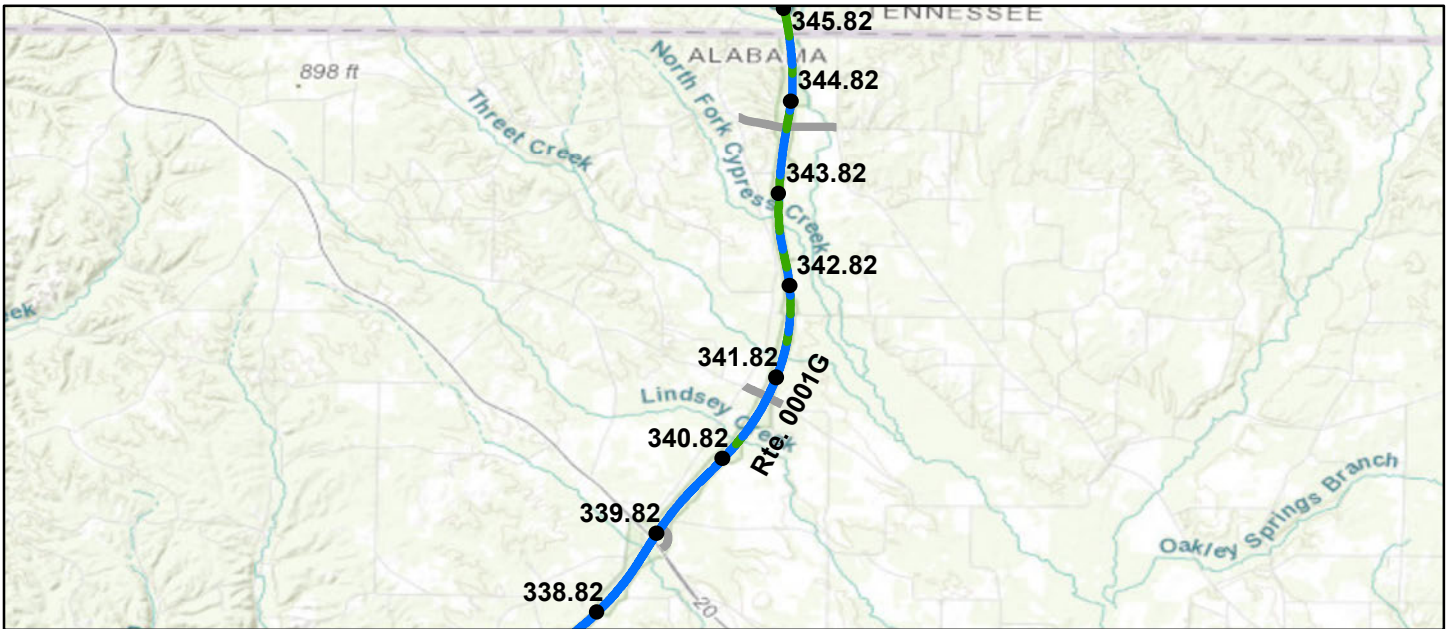 TENNESSEE
345.82
ALABAMA
898 ft
344.82
North Fork Cypress Creek
Threet Creek
343.82
342.82
eek
341.82
Rte. 0001G
Lindsey Creek
340.82
339.82
Oakley Springs Branch
338.82
20